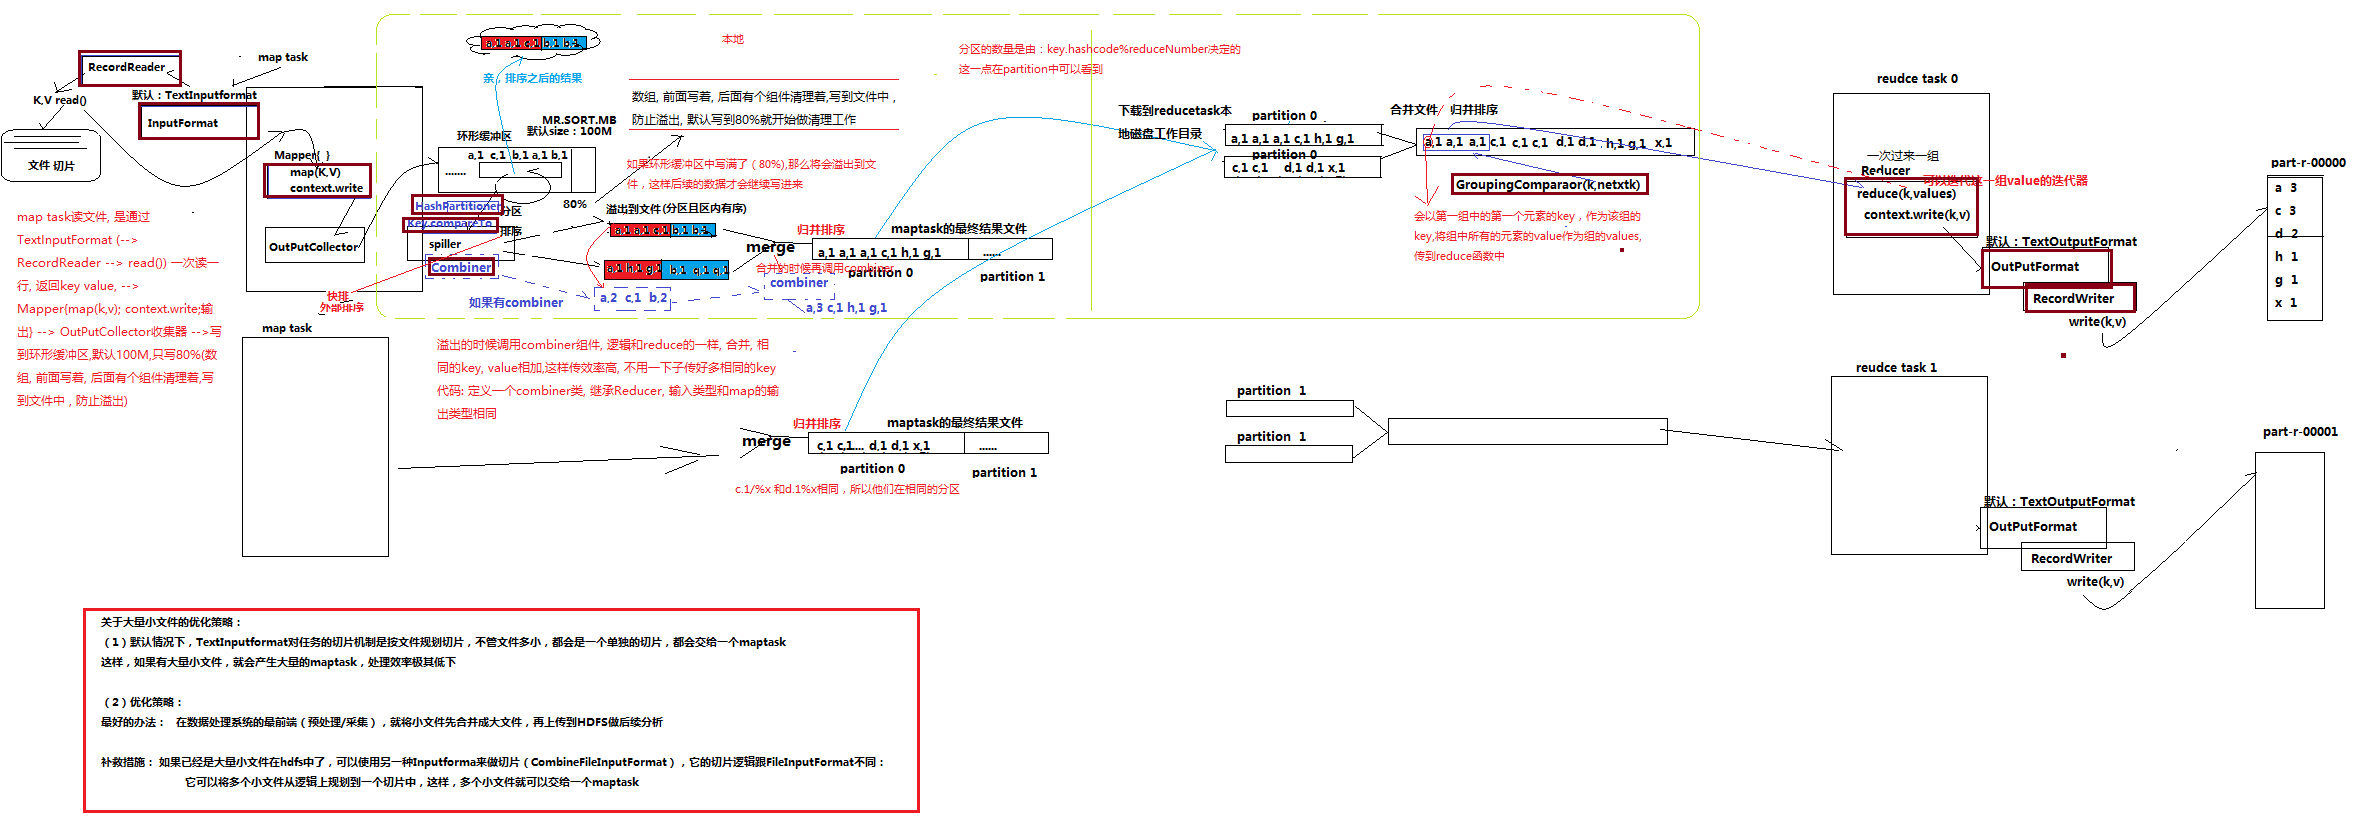 RecordReader
map task
K,V read()
默认：TextInputformat
InputFormat
文件 切片
Mapper{ }
map(K,V)
context.write
OutPutCollector
map task读文件, 是通过
TextInputFormat (-->
RecordReader --> read()) 一次读一
行, 返回key value, -->
Mapper{map(k,v); context.write;输
出} --> OutPutCollector收集器 -->写
到环形缓冲区,默认100M,只写80%(数
组, 前面写着, 后面有个组件清理着,写
到文件中 , 防止溢出)
map task
a,1 a,1 c,1 b,1 b,1
亲，排序之后的结果
本地
数组, 前面写着, 后面有个组件清理着,写到文件中 ,
防止溢出, 默认写到80%就开始做清理工作
MR.SORT.MB
默认size：100M
环形缓冲区
a,1 c,1 b,1 a,1 b,1
.......
80%
如果环形缓冲区中写满了（80%),那么将会溢出到文
件，这样后续的数据才会继续写进来
HashPartitioner
分区
Key.compareTo
排序
spiller
Combiner
快排
外部排序
溢出到文件(分区且区内有序)
a,1 a,1 c,1 b,1 b,1
a,1 h,1 g,1 b,1 q,1 q,1
如果有combiner
a,2 c,1 b,2
归并排序
merge
合并的时候再调用combiner
combiner
a,3 c,1 h,1 g,1
maptask的最终结果文件
a,1 a,1 a,1 c,1 h,1 g,1
......
partition 0
partition 1
溢出的时候调用combiner组件, 逻辑和reduce的一样, 合并, 相
同的key, value相加,这样传效率高, 不用一下子传好多相同的key
代码: 定义一个combiner类, 继承Reducer, 输入类型和map的输
出类型相同
归并排序
merge
maptask的最终结果文件
c,1 c,1.... d,1 d,1 x,1
......
partition 0
partition 1
c.1/%x 和d.1%x相同，所以他们在相同的分区
分区的数量是由：key.hashcode%reduceNumber决定的
这一点在partition中可以看到
下载到reducetask本
地磁盘工作目录
partition 0
a,1 a,1 a,1 c,1 h,1 g,1
partition 0
c,1 c,1 d,1 d,1 x,1
合并文件 归并排序
a,1 a,1 a,1 c,1 c,1 c,1 d,1 d,1 h,1 g,1 x,1
GroupingComparaor(k,netxtk)
会以第一组中的第一个元素的key，作为该组的
key,将组中所有的元素的value作为组的values,
传到reduce函数中
reudce task 0
一次过来一组
Reducer
可以迭代这一组value的迭代器
reduce(k,values)
context.write(k,v)
默认：TextOutputFormat
OutPutFormat
RecordWriter
write(k,v)
part-r-00000
a 3
c 3
d 2
h 1
g 1
x 1
partition 1
partition 1
reudce task 1
默认：TextOutputFormat
OutPutFormat
RecordWriter
write(k,v)
part-r-00001
关于大量小文件的优化策略：
（1）默认情况下，TextInputformat对任务的切片机制是按文件规划切片，不管文件多小，都会是一个单独的切片，都会交给一个maptask
这样，如果有大量小文件，就会产生大量的maptask，处理效率极其低下
（2）优化策略：
最好的办法： 在数据处理系统的最前端（预处理/采集），就将小文件先合并成大文件，再上传到HDFS做后续分析
补救措施： 如果已经是大量小文件在hdfs中了，可以使用另一种Inputforma来做切片（CombineFileInputFormat），它的切片逻辑跟FileInputFormat不同：
它可以将多个小文件从逻辑上规划到一个切片中，这样，多个小文件就可以交给一个maptask